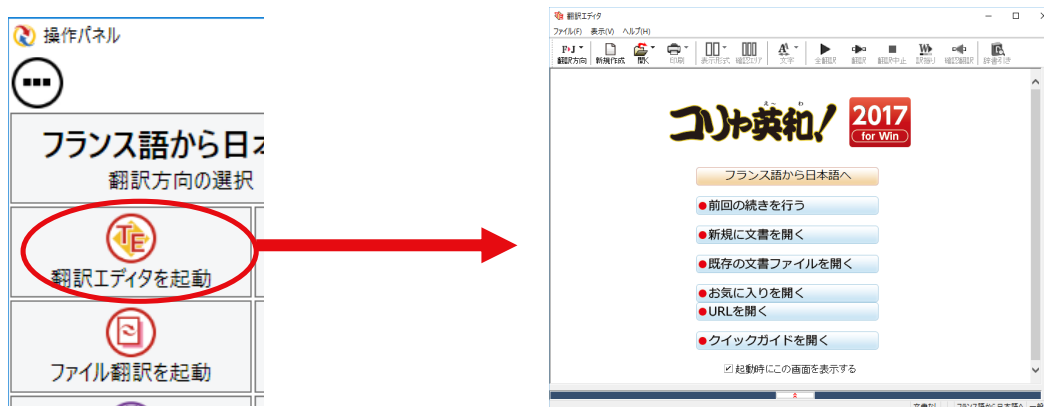 操作パネル
フランス語から日
翻訳方向の選択
TE
翻訳エディタを起動
ファイル翻訳を起動
翻訳エディタ
ファイル(F) 表示(V) ヘルプ(H)
F▸J
翻訳方向 新規作成 開く 印刷 表示形式 確認エリア 文字 全翻訳 翻訳 翻訳中止 訳振り 確認翻訳 辞書引き
コリャ英和!
えーわ
2017
for Win
フランス語から日本語へ
●前回の続きを行う
●新規に文書を開く
●既存の文書ファイルを開く
●お気に入りを開く
●URLを開く
●クイックガイドを開く
起動時にこの画面を表示する